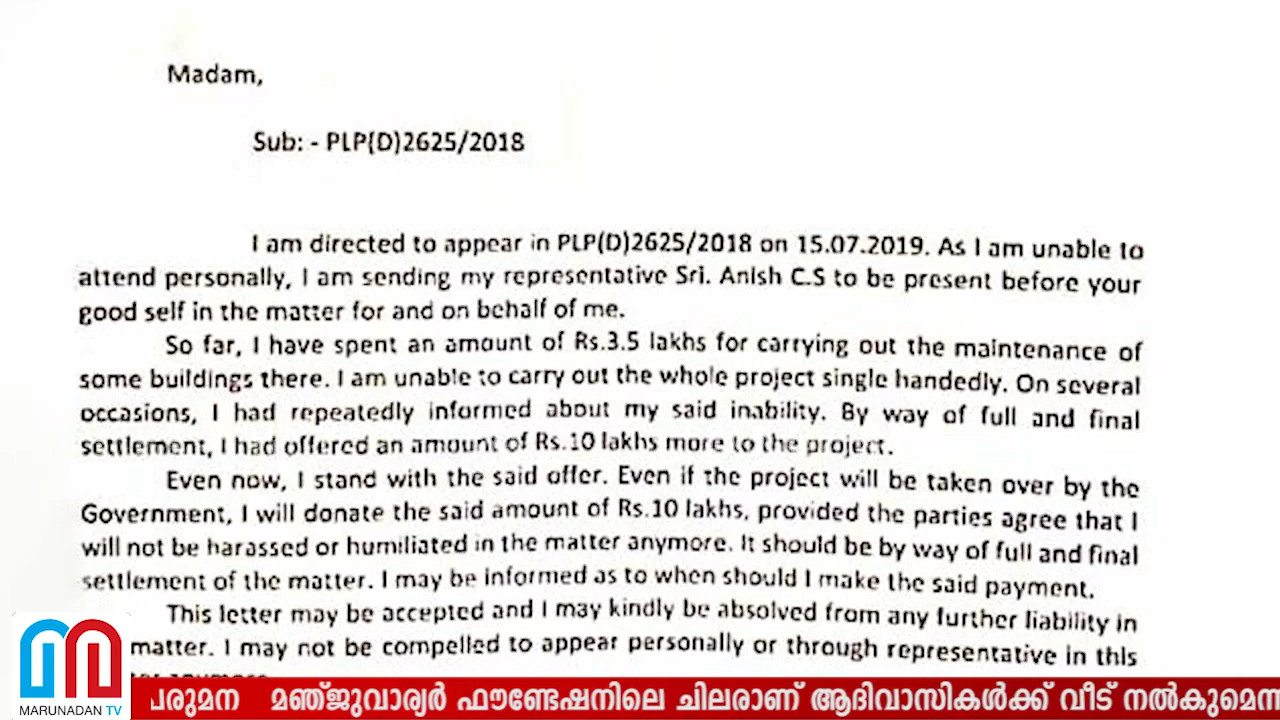 Madam,
Sub: - PLP(D)2625/2018
I am directed to appear in PLP(D)2625/2018 on 15.07.2019. As I am unable to
attend personally, I am sending my representative Sri. Anish C.S to be present before your
good self in the matter for and on behalf of me.
So far, I have spent an amount of Rs.3.5 lakhs for carrying out the maintenance of
some buildings there. I am unable to carry out the whole project single handedly. On several
occasions, I had repeatedly informed about my said inability. By way of full and final
settlement, I had offered an amount of Rs.10 lakhs more to the project.
Even now, I stand with the said offer. Even if the project will be taken over by the
Government, I will donate the said amount of Rs.10 lakhs, provided the parties agree that I
will not be harassed or humiliated in the matter anymore. It should be by way of full and final
settlement of the matter. I may be informed as to when should I make the said payment.
This letter may be accepted and I may kindly be absolved from any further liability in
matter. I may not be compelled to appear personally or through representative in this
MARUNADAN TV
പരുമന മഞ്ജുവാര്യർ ഫൗണ്ടേഷനിലെ ചിലരാണ് ആദിവാസികൾക്ക് വീട്